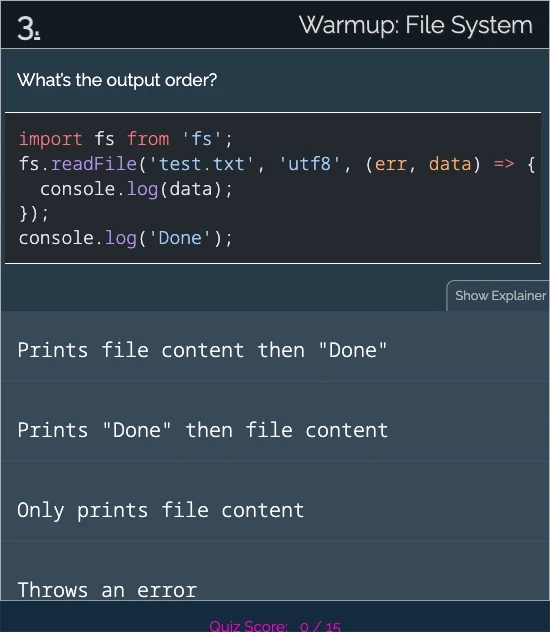 3.
Warmup: File System
What's the output order?
import fs from 'fs';
fs.readFile('test.txt', 'utf8', (err, data) => {
  console.log(data);
});
console.log('Done');
Show Explainer
Prints file content then "Done"
Prints "Done" then file content
Only prints file content
Throws an error
Quiz Score: 0 / 15